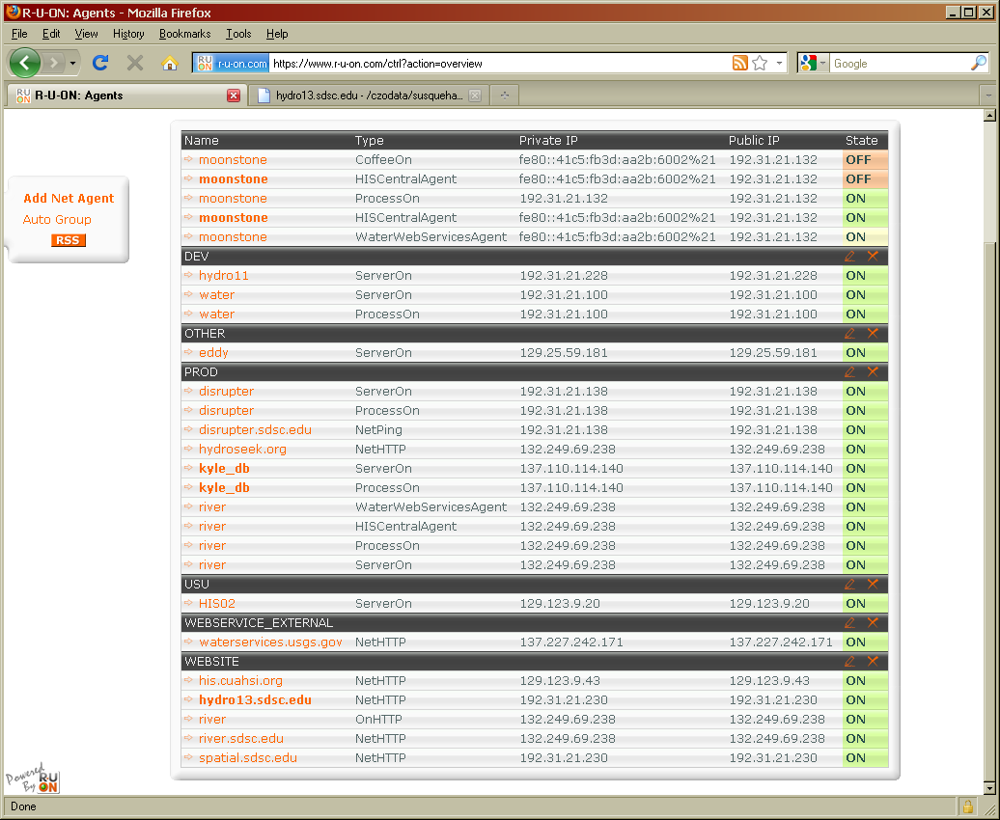 R-U-ON: Agents - Mozilla Firefox
File Edit View History Bookmarks Tools Help
RU ON r-u-on.com https://www.r-u-on.com/ctrl?action=overview Google
RU ON R-U-ON: Agents hydro13.sdsc.edu - /czodata/susqueha...
Add Net Agent
Auto Group
RSS
Name Type Private IP Public IP State
moonstone CoffeeOn fe80::41c5:fb3d:aa2b:6002%21 192.31.21.132 OFF
moonstone HISCentralAgent fe80::41c5:fb3d:aa2b:6002%21 192.31.21.132 OFF
moonstone ProcessOn 192.31.21.132 192.31.21.132 ON
moonstone HISCentralAgent fe80::41c5:fb3d:aa2b:6002%21 192.31.21.132 ON
moonstone WaterWebServicesAgent fe80::41c5:fb3d:aa2b:6002%21 192.31.21.132 ON
DEV
hydro11 ServerOn 192.31.21.228 192.31.21.228 ON
water ServerOn 192.31.21.100 192.31.21.100 ON
water ProcessOn 192.31.21.100 192.31.21.100 ON
OTHER
eddy ServerOn 129.25.59.181 129.25.59.181 ON
PROD
disrupter ServerOn 192.31.21.138 192.31.21.138 ON
disrupter ProcessOn 192.31.21.138 192.31.21.138 ON
disrupter.sdsc.edu NetPing 192.31.21.138 192.31.21.138 ON
hydroseek.org NetHTTP 132.249.69.238 132.249.69.238 ON
kyle_db ServerOn 137.110.114.140 137.110.114.140 ON
kyle_db ProcessOn 137.110.114.140 137.110.114.140 ON
river WaterWebServicesAgent 132.249.69.238 132.249.69.238 ON
river HISCentralAgent 132.249.69.238 132.249.69.238 ON
river ProcessOn 132.249.69.238 132.249.69.238 ON
river ServerOn 132.249.69.238 132.249.69.238 ON
USU
HIS02 ServerOn 129.123.9.20 129.123.9.20 ON
WEBSERVICE_EXTERNAL
waterservices.usgs.gov NetHTTP 137.227.242.171 137.227.242.171 ON
WEBSITE
his.cuahsi.org NetHTTP 129.123.9.43 129.123.9.43 ON
hydro13.sdsc.edu NetHTTP 192.31.21.230 192.31.21.230 ON
river OnHTTP 132.249.69.238 132.249.69.238 ON
river.sdsc.edu NetHTTP 132.249.69.238 132.249.69.238 ON
spatial.sdsc.edu NetHTTP 192.31.21.230 192.31.21.230 ON
Powered By RU ON
Done